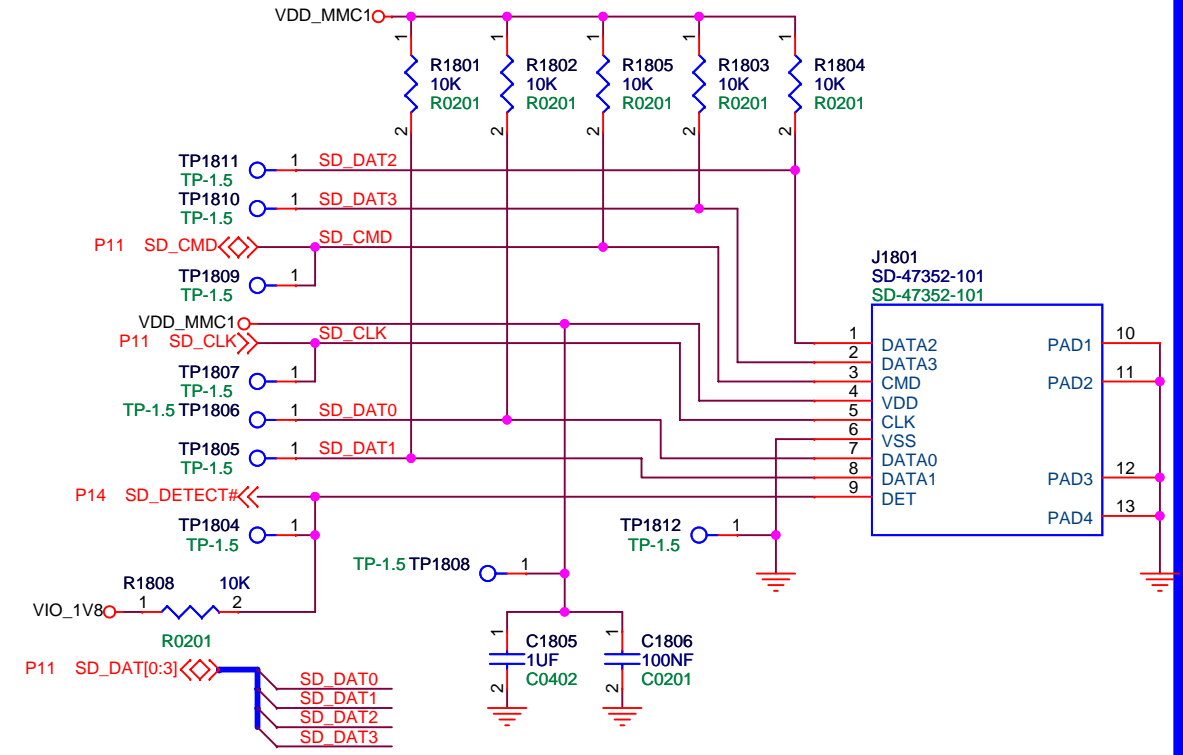 VDD_MMC1
1 1 1 1 1
R1801 R1802 R1805 R1803 R1804
10K 10K 10K 10K 10K
R0201 R0201 R0201 R0201 R0201
2 2 2 2 2
TP1811 1 SD_DAT2
TP-1.5
TP1810 1 SD_DAT3
TP-1.5
P11 SD_CMD SD_CMD
TP1809 1
TP-1.5
J1801
SD-47352-101
SD-47352-101
VDD_MMC1
P11 SD_CLK SD_CLK
TP1807 1
TP-1.5
TP-1.5 TP1806 1 SD_DAT0
TP1805 1 SD_DAT1
TP-1.5
P14 SD_DETECT#
TP1804 1
TP-1.5
1 DATA2
2 DATA3
3 CMD
4 VDD
5 CLK
6 VSS
7 DATA0
8 DATA1
9 DET
PAD1 10
PAD2 11
PAD3 12
PAD4 13
TP1812 1
TP-1.5
TP-1.5 TP1808 1
R1808 10K
VIO_1V8 1 2
R0201
1 1
C1805 C1806
1UF 100NF
C0402 C0201
2 2
P11 SD_DAT[0:3]
SD_DAT0
SD_DAT1
SD_DAT2
SD_DAT3